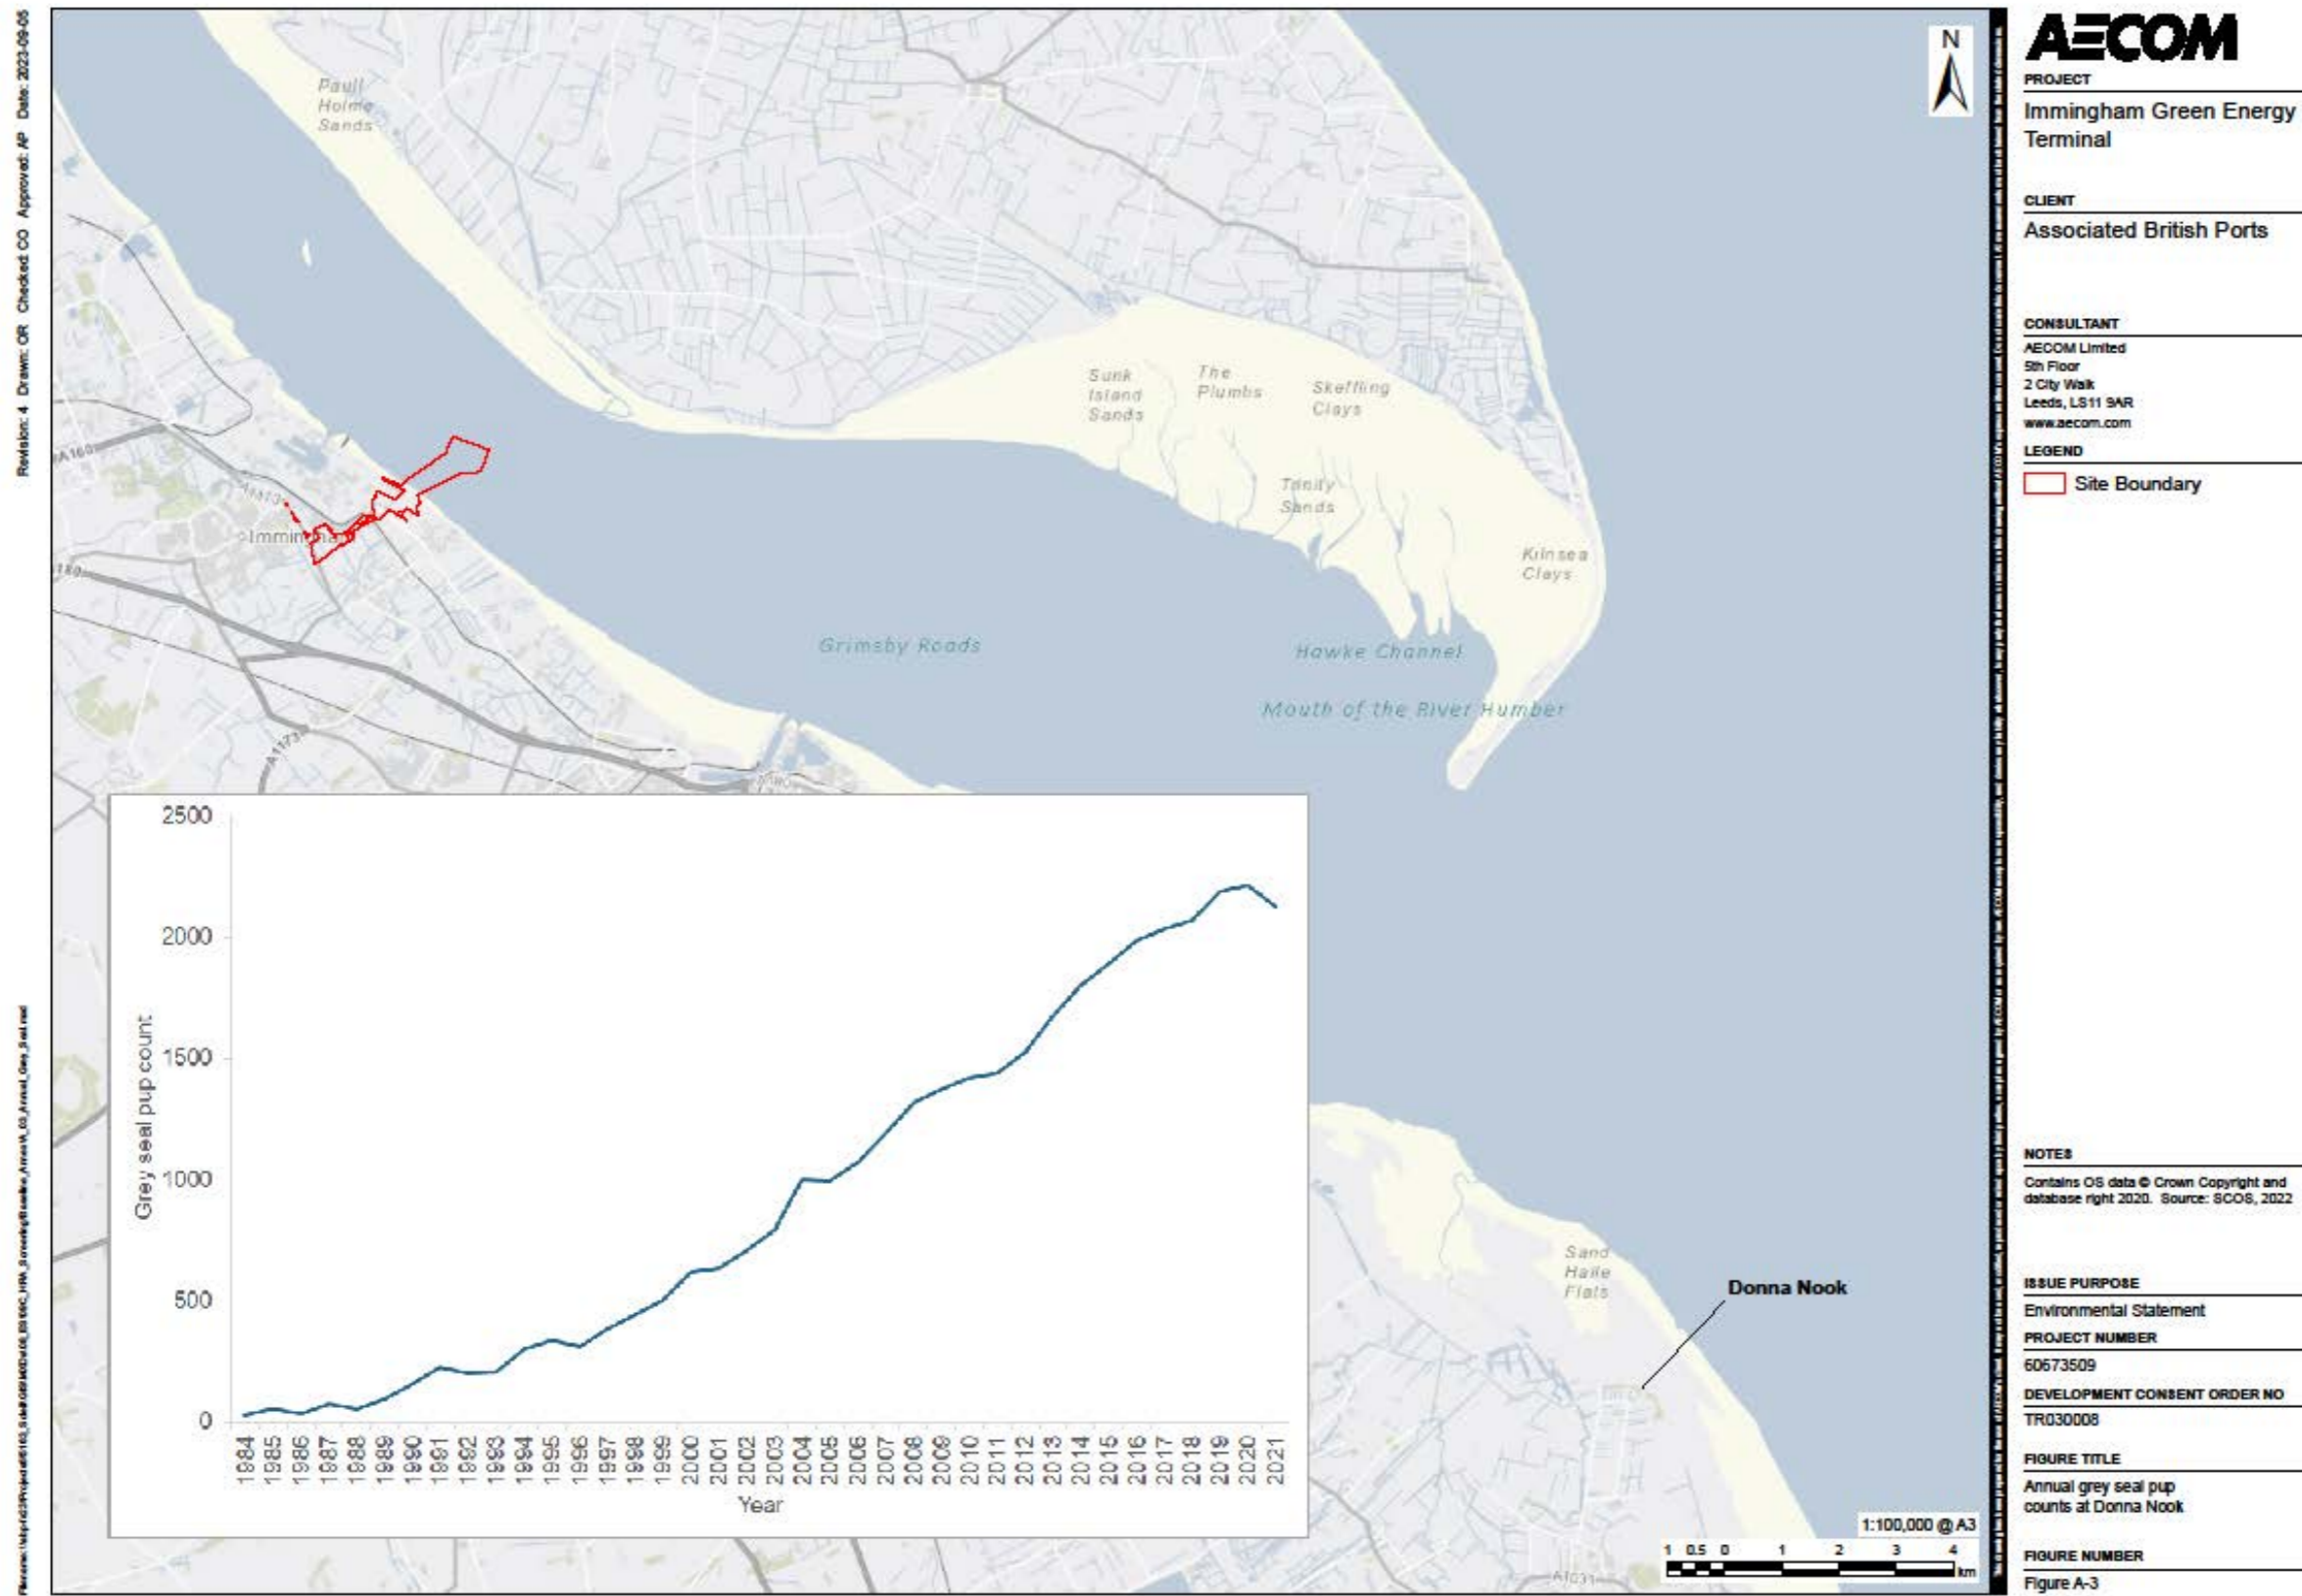 Revision: 4 Drawn: OR Checked: CO Approved: AP Date: 2023-09-05
Paull
Holme
Sands
N
A160
Immingham
A1173
Sunk
Island
Sands
The
Plumbs
Skeffling
Clays
Trinity
Sands
Kilnsea
Clays
Grimsby Roads
Hawke Channel
Mouth of the River Humber
2500
2000
1500
1000
500
0
Grey seal pup count
1984
1985
1986
1987
1988
1989
1990
1991
1992
1993
1994
1995
1996
1997
1998
1999
2000
2001
2002
2003
2004
2005
2006
2007
2008
2009
2010
2011
2012
2013
2014
2015
2016
2017
2018
2019
2020
2021
Year
Sand
Haile
Flats
Donna Nook
A1031
1:100,000 @ A3
1 0.5 0 1 2 3 4
km
AECOM
PROJECT
Immingham Green Energy
Terminal
CLIENT
Associated British Ports
CONSULTANT
AECOM Limited
5th Floor
2 City Walk
Leeds, LS11 9AR
www.aecom.com
LEGEND
Site Boundary
NOTES
Contains OS data © Crown Copyright and
database right 2020. Source: SCOS, 2022
ISSUE PURPOSE
Environmental Statement
PROJECT NUMBER
60673509
DEVELOPMENT CONSENT ORDER NO
TR030008
FIGURE TITLE
Annual grey seal pup
counts at Donna Nook
FIGURE NUMBER
Figure A-3